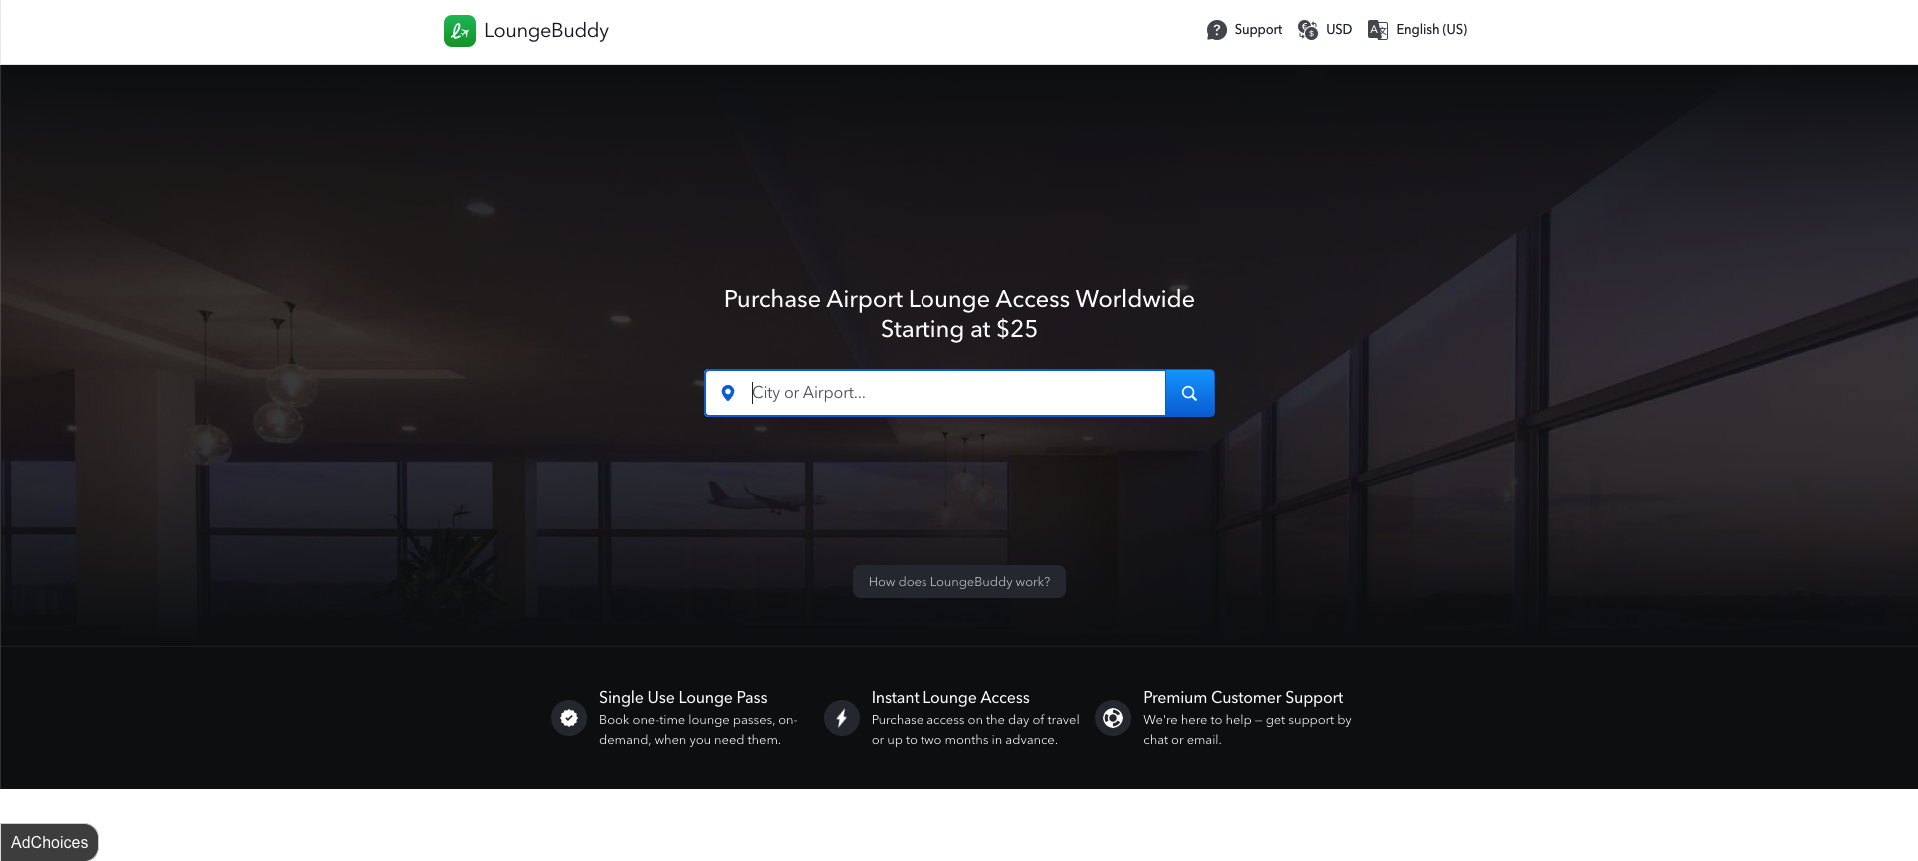 LoungeBuddy
Support
USD
English (US)
Purchase Airport Lounge Access Worldwide
Starting at $25
City or Airport...
How does LoungeBuddy work?
Single Use Lounge Pass
Book one-time lounge passes, on-
demand, when you need them.
Instant Lounge Access
Purchase access on the day of travel
or up to two months in advance.
Premium Customer Support
We're here to help – get support by
chat or email.
AdChoices